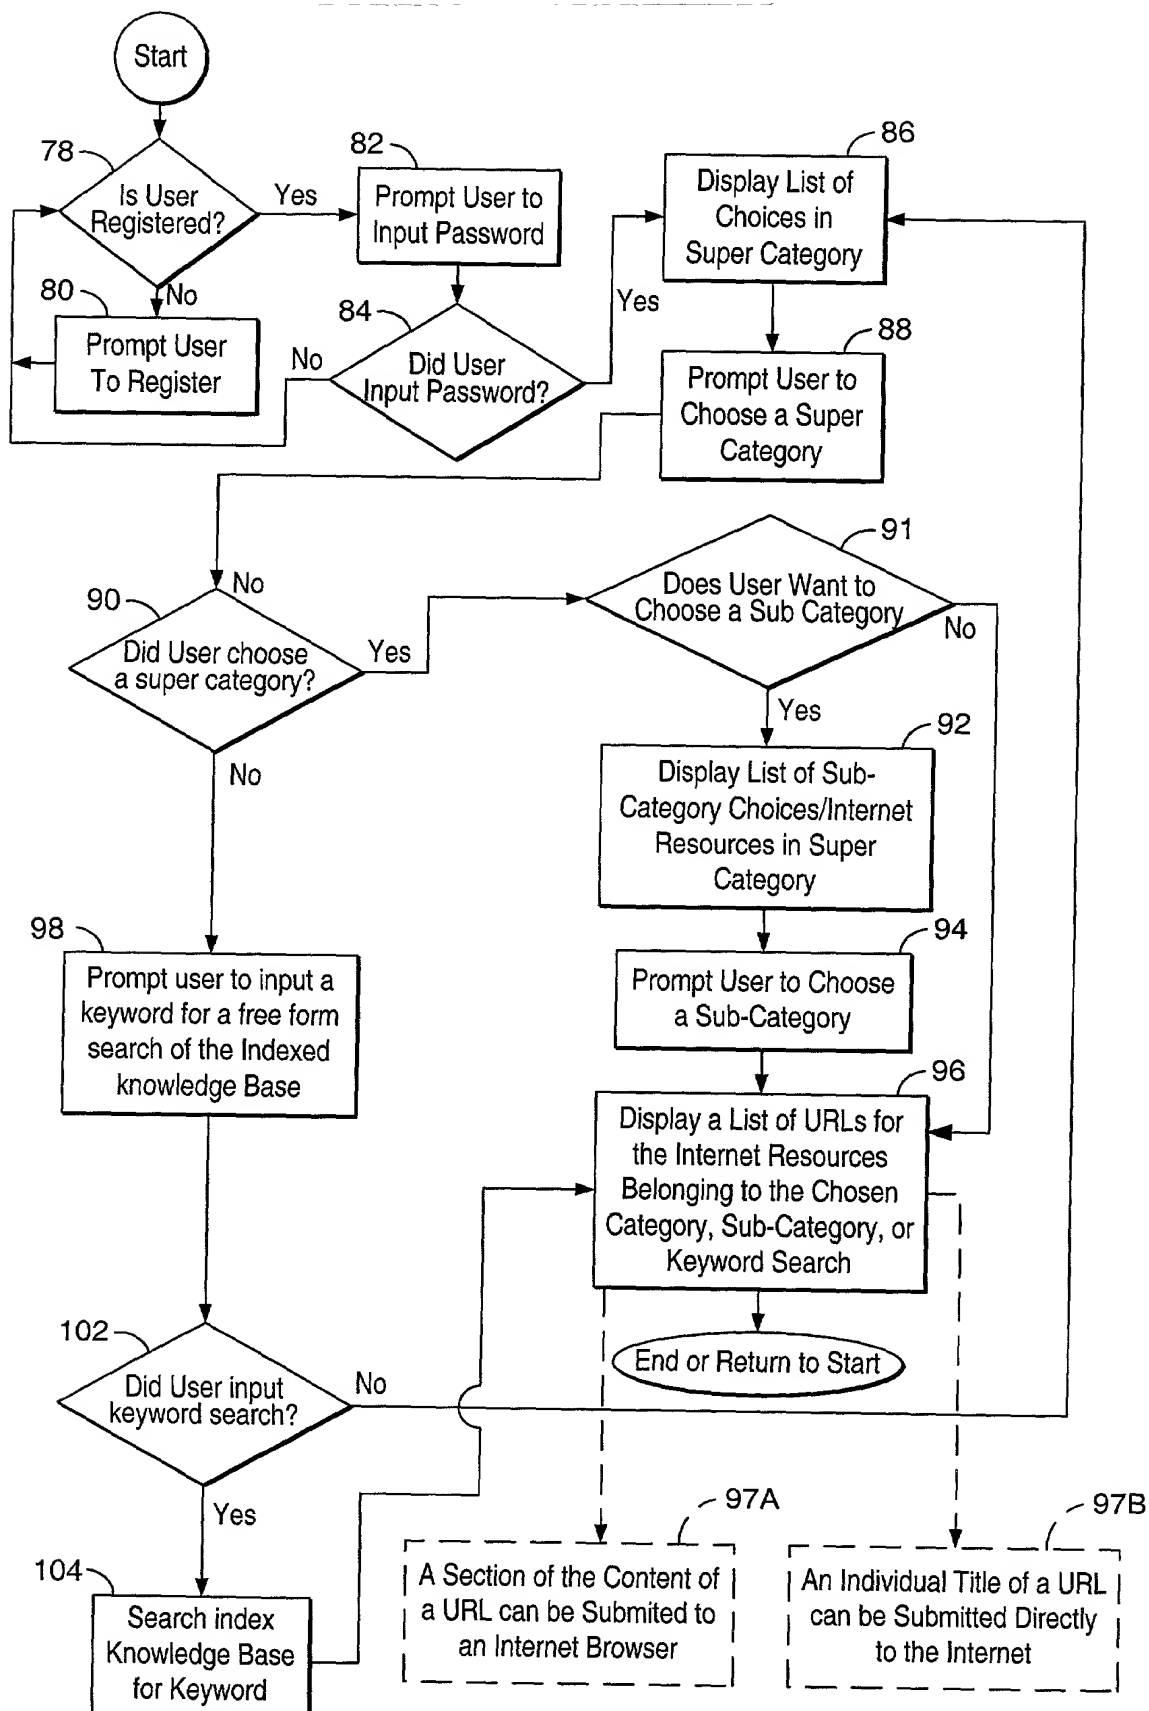 Start
78
Is User
Registered?
Yes
No
80
Prompt User
To Register
82
Prompt User to
Input Password
84
Did User
Input Password?
No
Yes
86
Display List of
Choices in
Super Category
88
Prompt User to
Choose a Super
Category
No
90
Did User choose
a super category?
Yes
No
91
Does User Want to
Choose a Sub Category
No
Yes
92
Display List of Sub-
Category Choices/Internet
Resources in Super
Category
94
Prompt User to Choose
a Sub-Category
96
Display a List of URLs for
the Internet Resources
Belonging to the Chosen
Category, Sub-Category, or
Keyword Search
End or Return to Start
98
Prompt user to input a
keyword for a free form
search of the Indexed
knowledge Base
102
Did User input
keyword search?
No
Yes
104
Search index
Knowledge Base
for Keyword
97A
A Section of the Content of
a URL can be Submited to
an Internet Browser
97B
An Individual Title of a URL
can be Submitted Directly
to the Internet